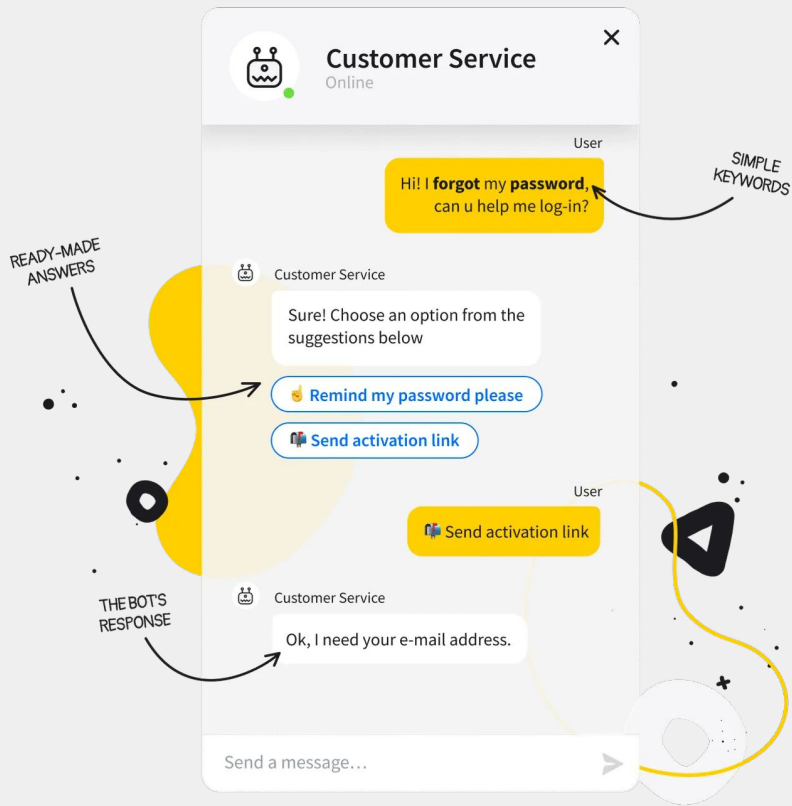 Customer Service
Online
User
Hi! I forgot my password,
can u help me log-in?
SIMPLE
KEYWORDS
READY-MADE
ANSWERS
Customer Service
Sure! Choose an option from the
suggestions below
☝️ Remind my password please
📬 Send activation link
User
📬 Send activation link
THE BOT'S
RESPONSE
Customer Service
Ok, I need your e-mail address.
Send a message...